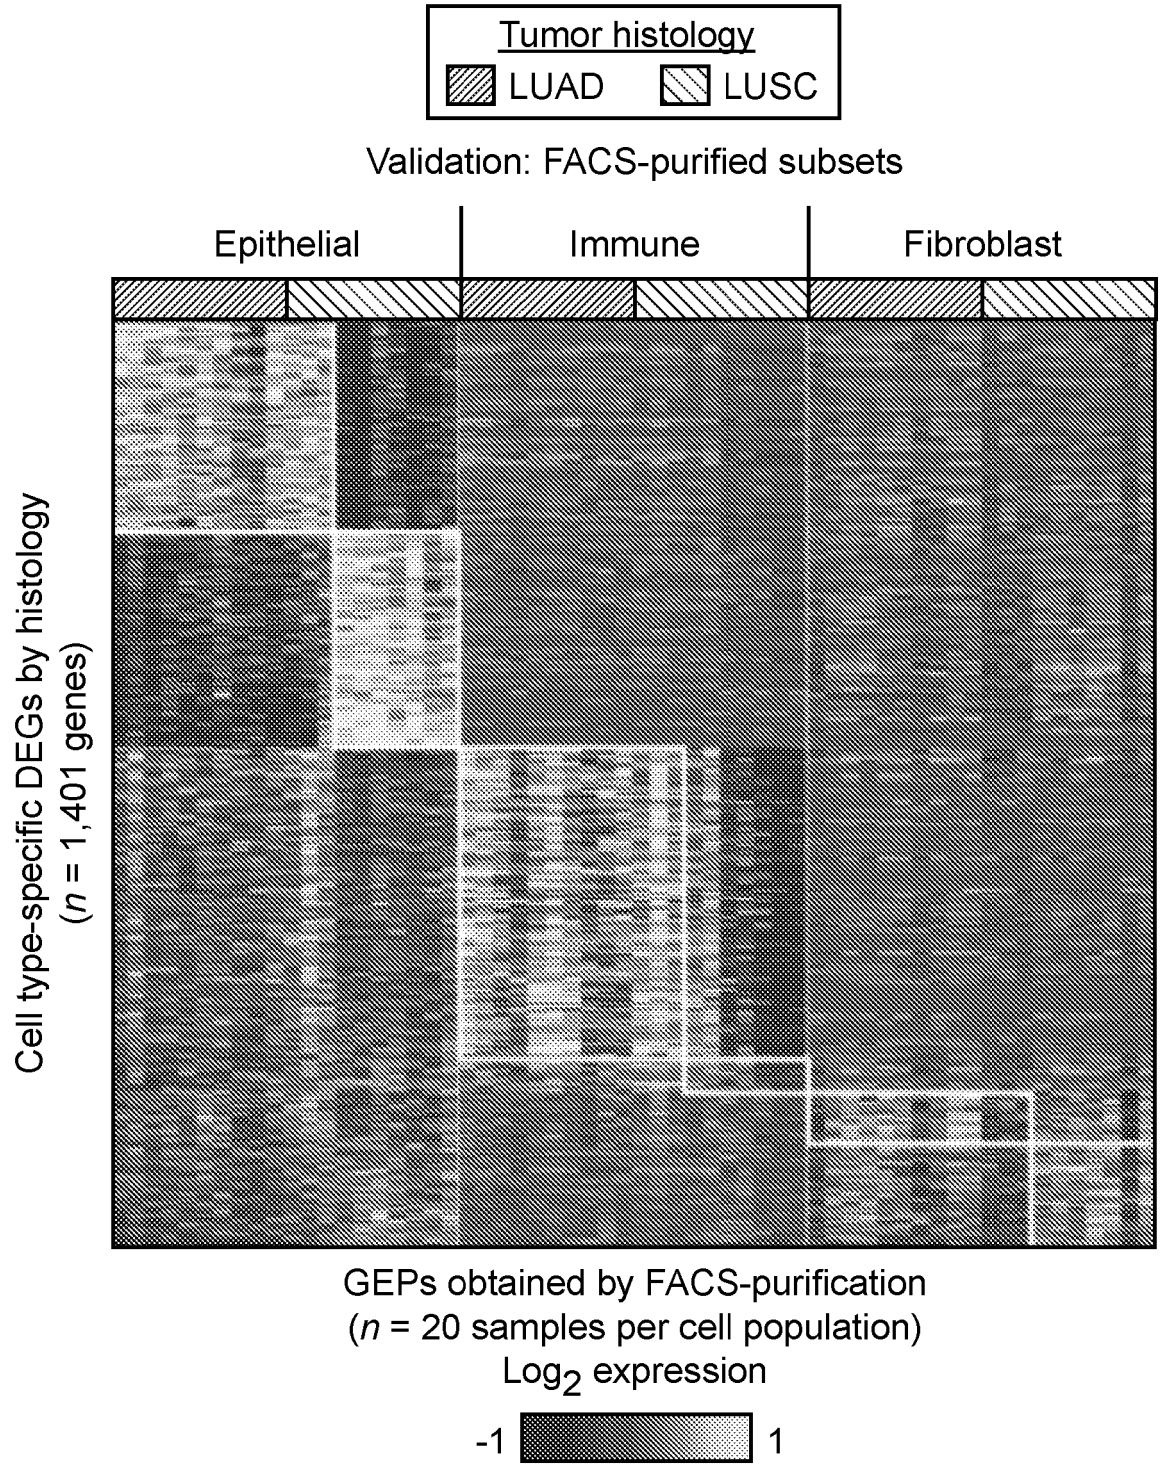 Tumor histology
LUAD LUSC
Validation: FACS-purified subsets
Epithelial Immune Fibroblast
Cell type-specific DEGs by histology
(n = 1,401 genes)
GEPs obtained by FACS-purification
(n = 20 samples per cell population)
Log2 expression
-1 1